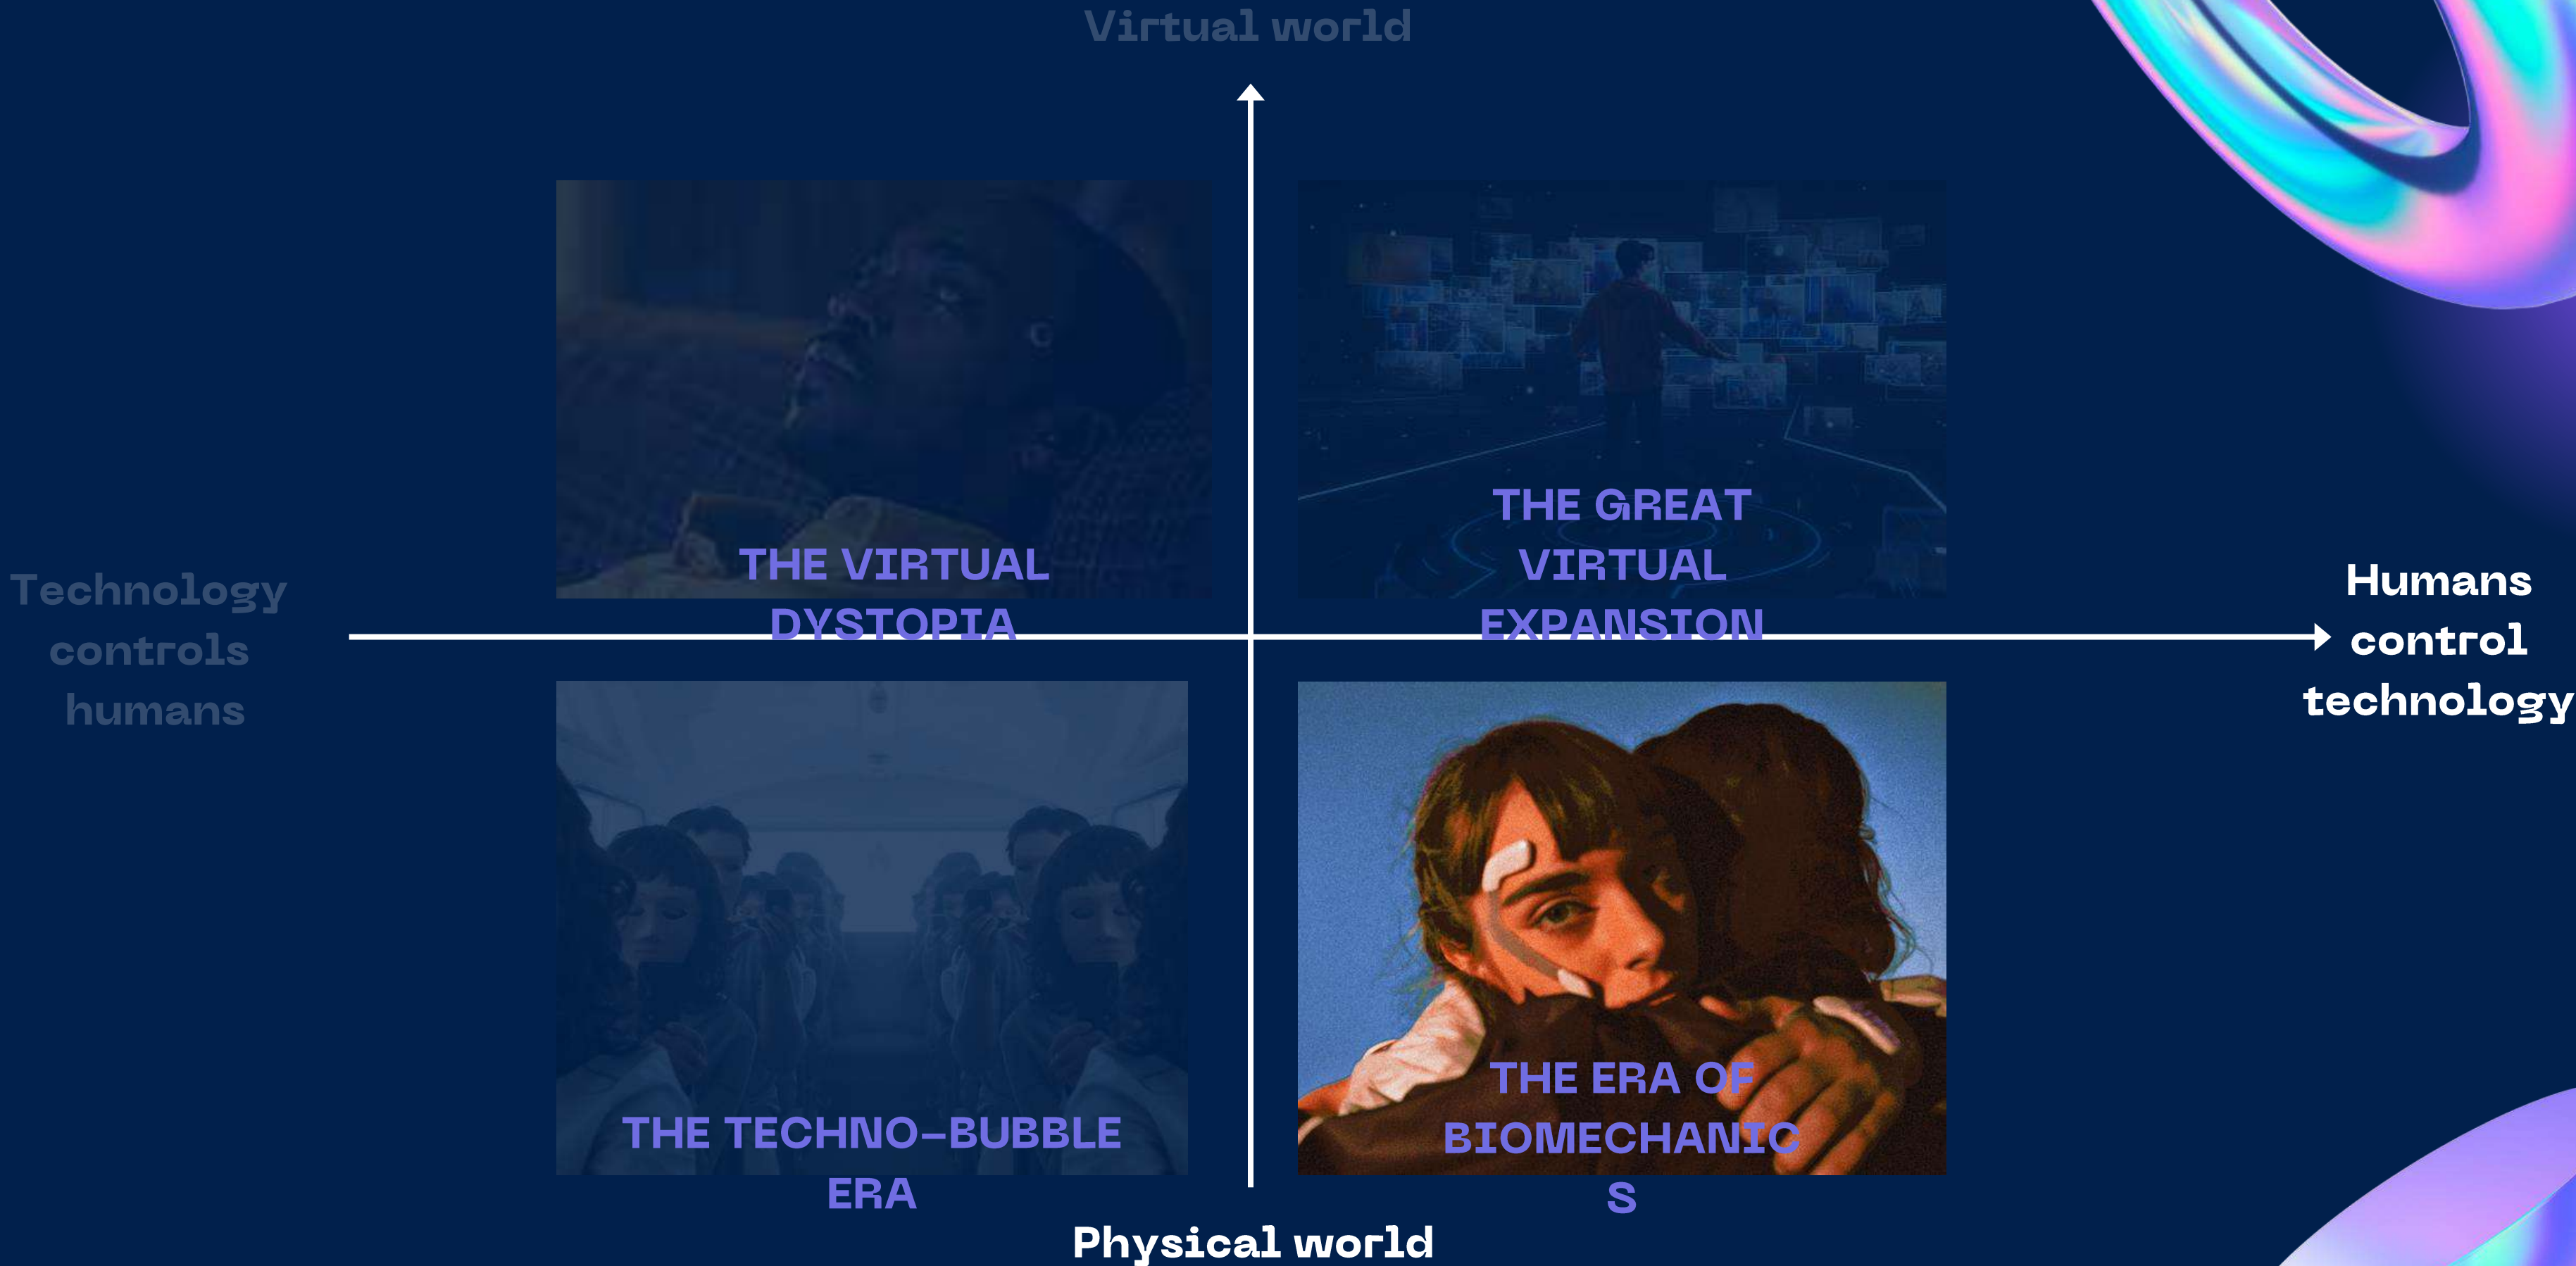 Virtual world
THE VIRTUAL
DYSTOPIA
THE GREAT
VIRTUAL
EXPANSION
Technology
controls
humans
Humans
control
technology
THE TECHNO-BUBBLE
ERA
THE ERA OF
BIOMECHANIC
S
Physical world